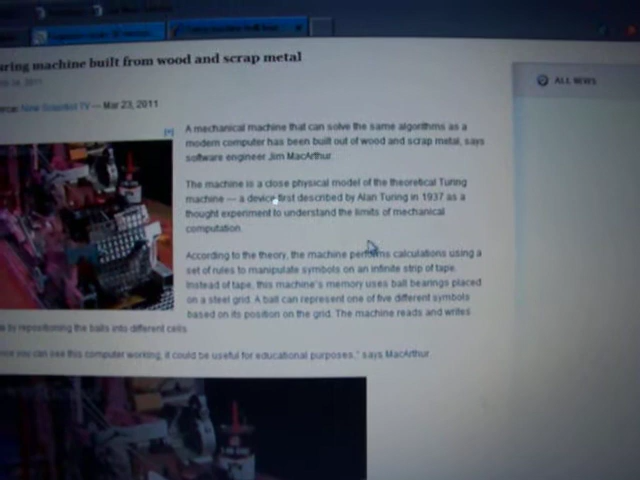 uring machine built from wood and scrap metal
ALL NEWS
New Scientist TV — Mar 23, 2011
A mechanical machine that can solve the same algorithms as a
modern computer has been built out of wood and scrap metal, says
software engineer Jim MacArthur.
The machine is a close physical model of the theoretical Turing
machine — a device first described by Alan Turing in 1937 as a
thought experiment to understand the limits of mechanical
computation.
According to the theory, the machine performs calculations using a
set of rules to manipulate symbols on an infinite strip of tape.
Instead of tape, this machine's memory uses ball bearings placed
on a steel grid. A ball can represent one of five different symbols
based on its position on the grid. The machine reads and writes
by repositioning the balls into different cells.
you can see this computer working, it could be useful for educational purposes," says MacArthur.